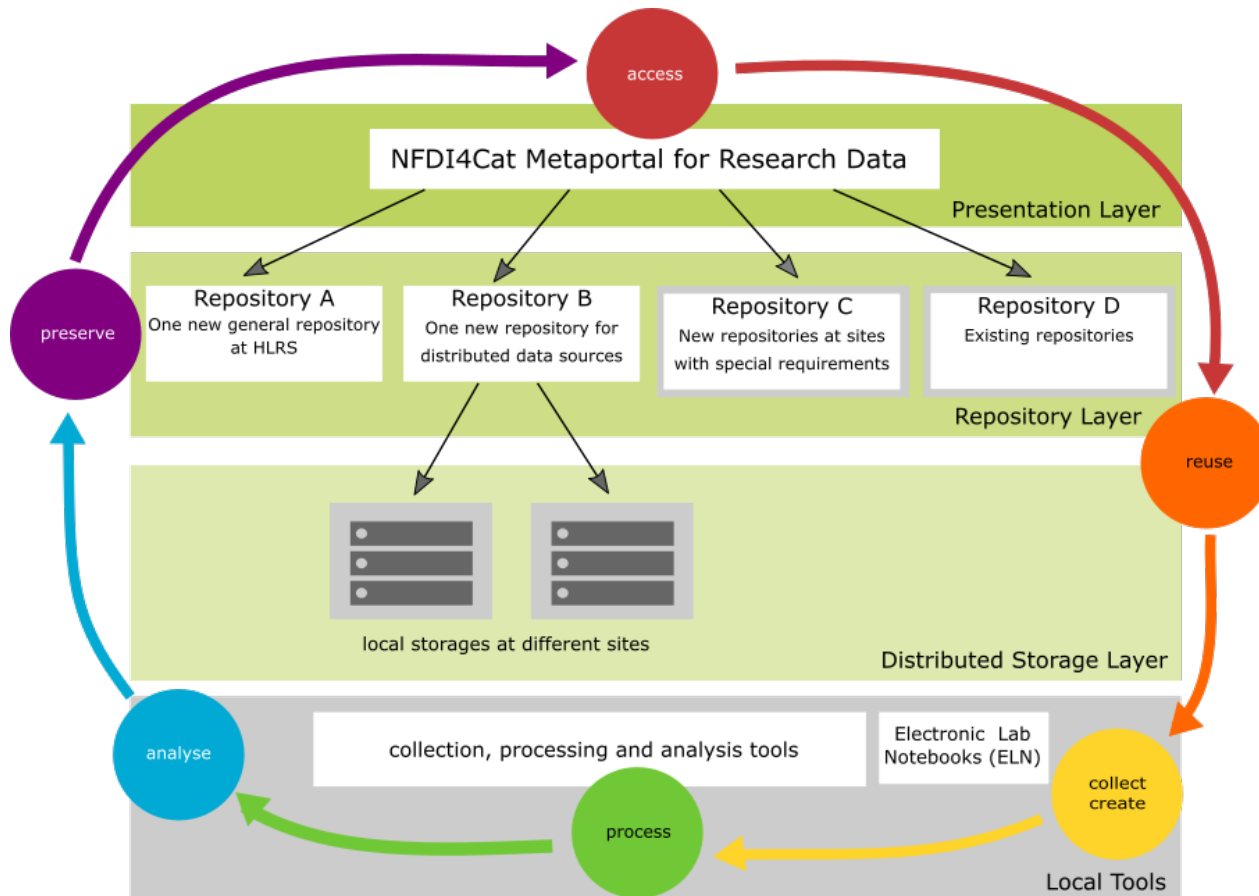 access
NFDI4Cat Metaportal for Research Data
Presentation Layer
preserve
Repository A
One new general repository
at HLRS
Repository B
One new repository for
distributed data sources
Repository C
New repositories at sites
with special requirements
Repository D
Existing repositories
Repository Layer
reuse
local storages at different sites
Distributed Storage Layer
analyse
collection, processing and analysis tools
Electronic Lab
Notebooks (ELN)
collect
create
process
Local Tools